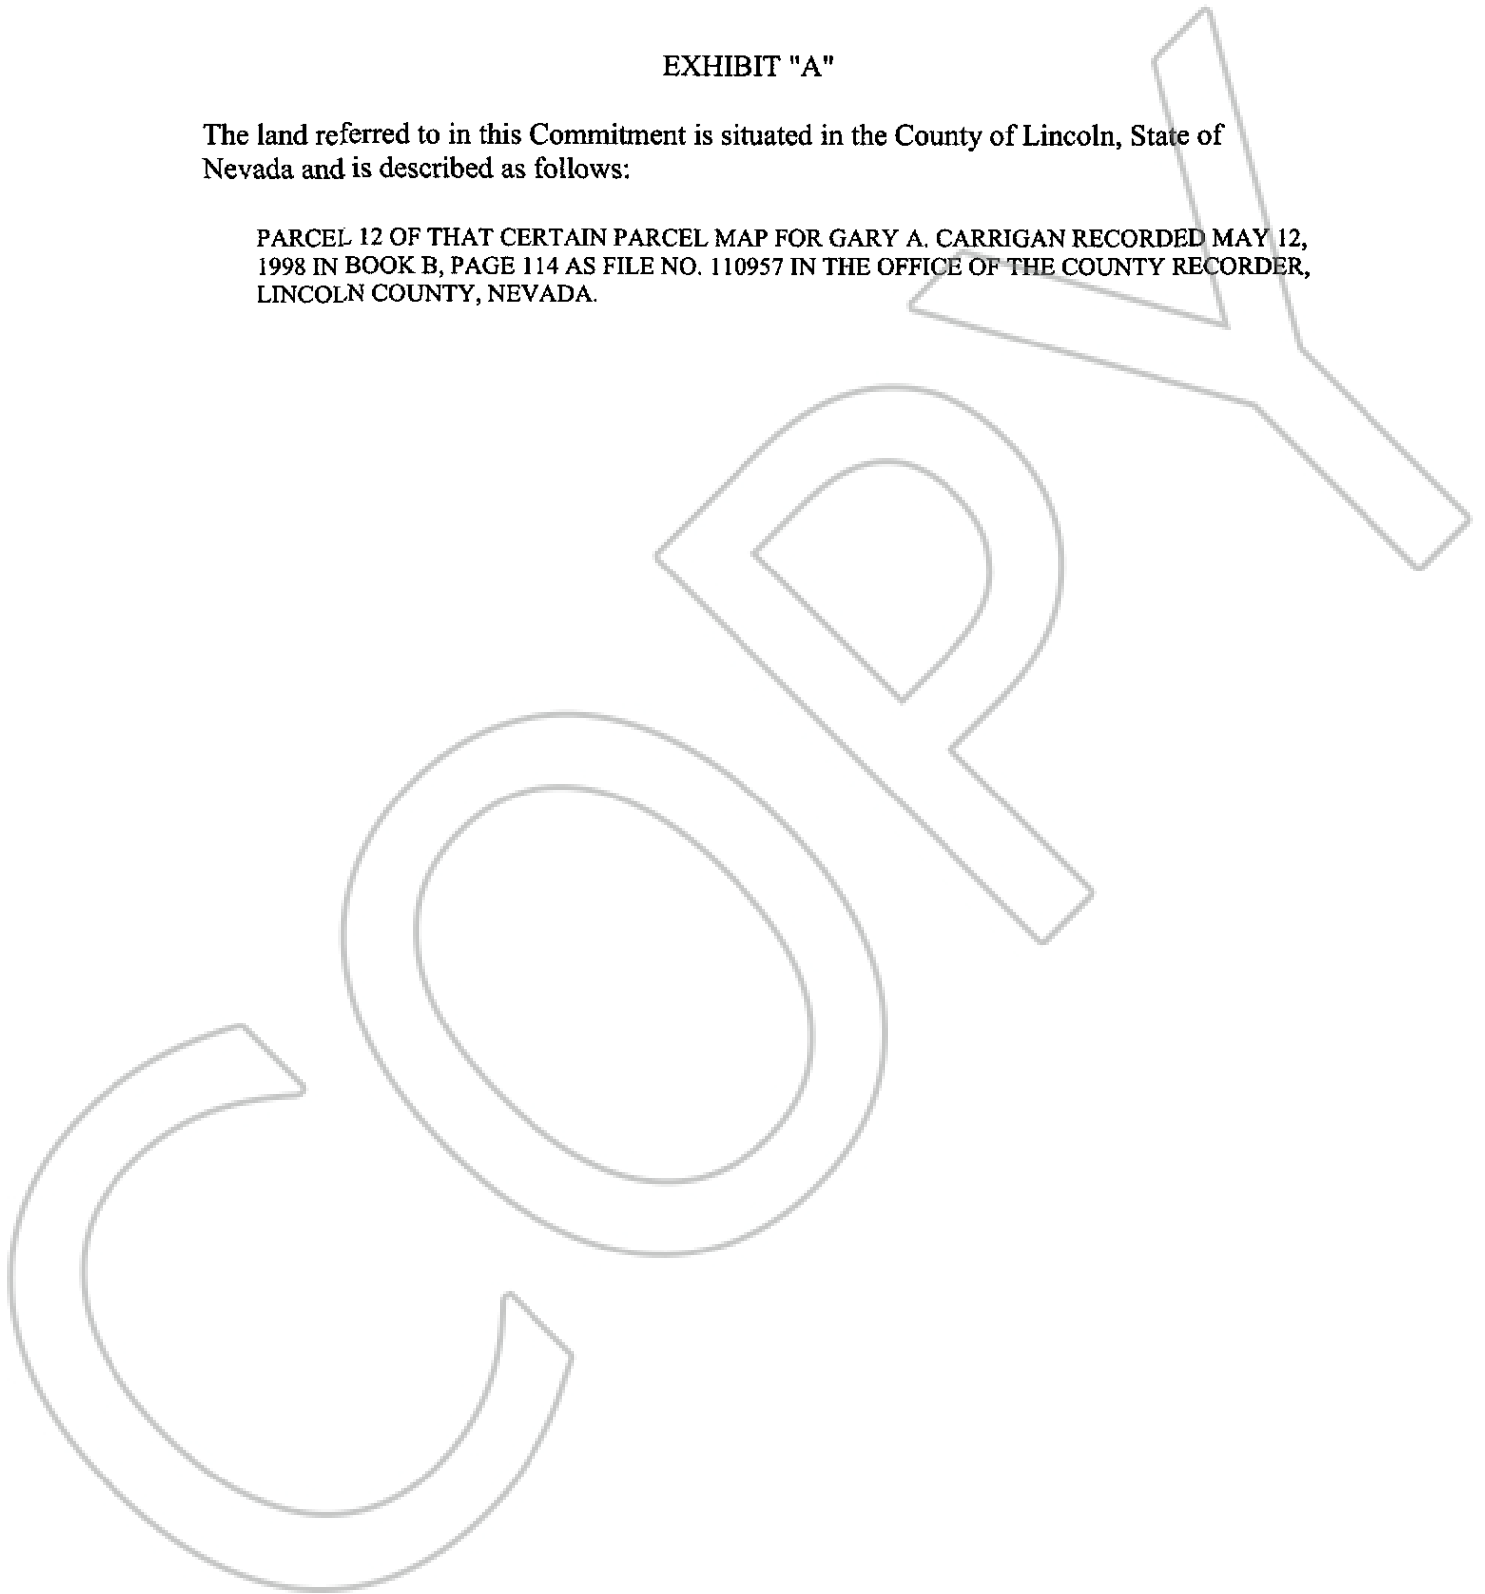 EXHIBIT "A"
The land referred to in this Commitment is situated in the County of Lincoln, State of
Nevada and is described as follows:
PARCEL 12 OF THAT CERTAIN PARCEL MAP FOR GARY A. CARRIGAN RECORDED MAY 12,
1998 IN BOOK B, PAGE 114 AS FILE NO. 110957 IN THE OFFICE OF THE COUNTY RECORDER,
LINCOLN COUNTY, NEVADA.
COPY